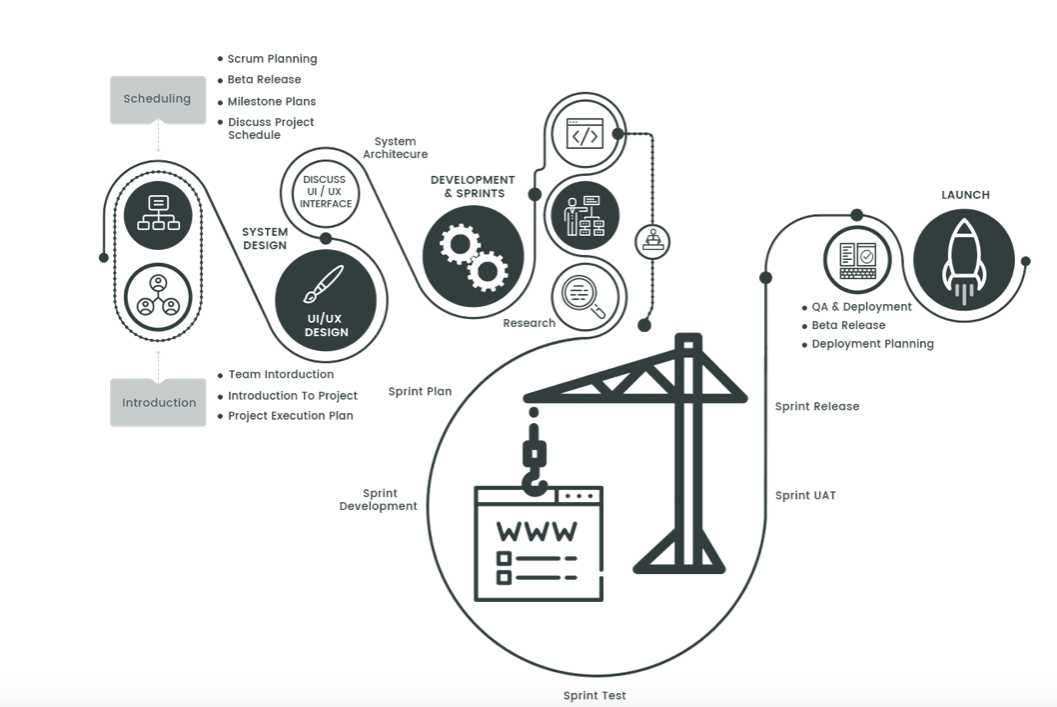 Scheduling
Scrum Planning
Beta Release
Milestone Plans
Discuss Project
Schedule
Introduction
Team Intorduction
Introduction To Project
Project Execution Plan
SYSTEM
DESIGN
DISCUSS
UI / UX
INTERFACE
UI/UX
DESIGN
System
Architecure
DEVELOPMENT
& SPRINTS
</>
Research
Sprint Plan
Sprint
Development
WWW
Sprint Test
Sprint UAT
Sprint Release
QA & Deployment
Beta Release
Deployment Planning
LAUNCH